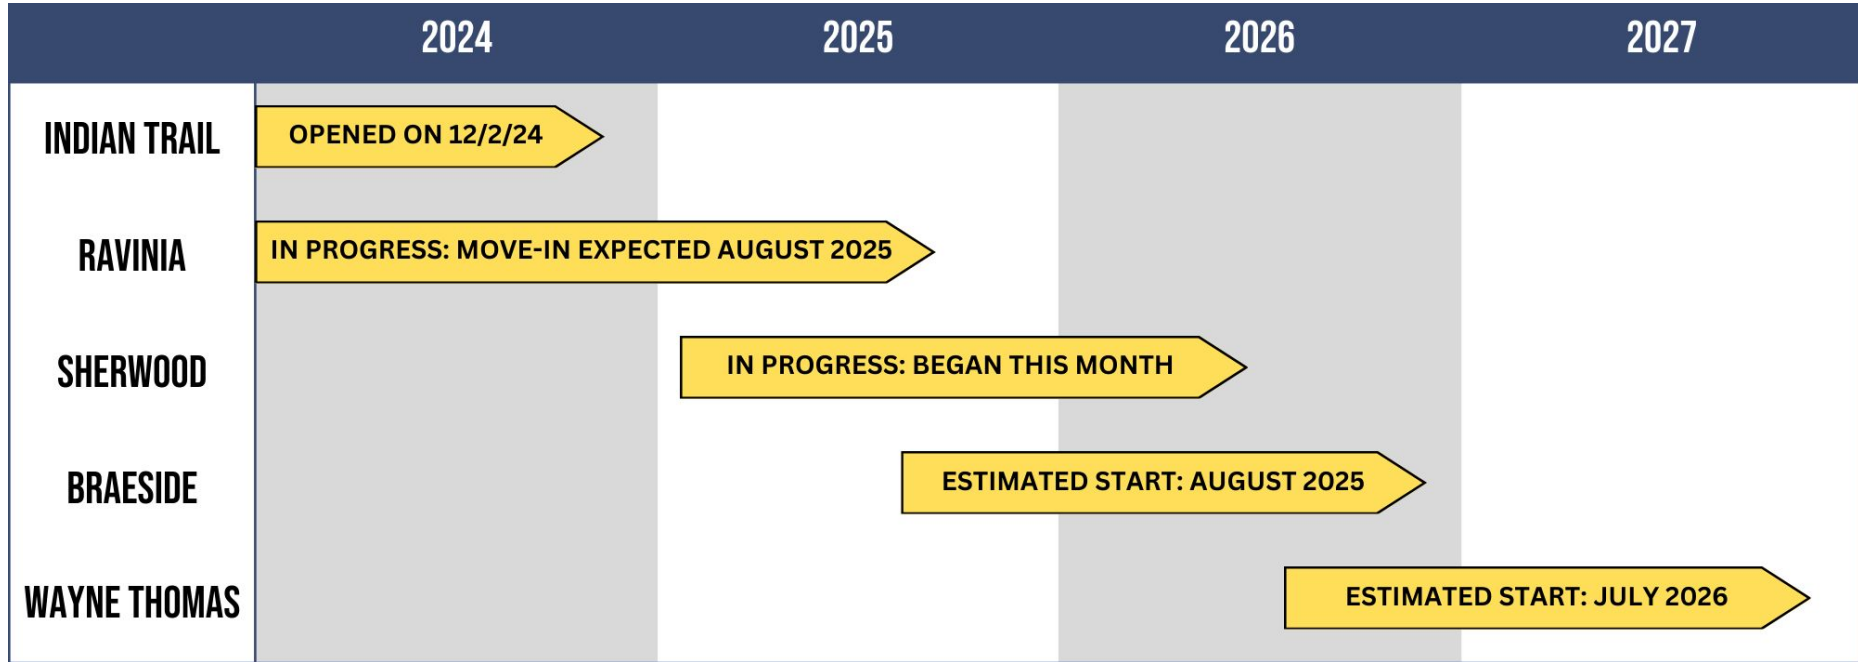 2024 2025 2026 2027
INDIAN TRAIL OPENED ON 12/2/24
RAVINIA IN PROGRESS: MOVE-IN EXPECTED AUGUST 2025
SHERWOOD IN PROGRESS: BEGAN THIS MONTH
BRAESIDE ESTIMATED START: AUGUST 2025
WAYNE THOMAS ESTIMATED START: JULY 2026